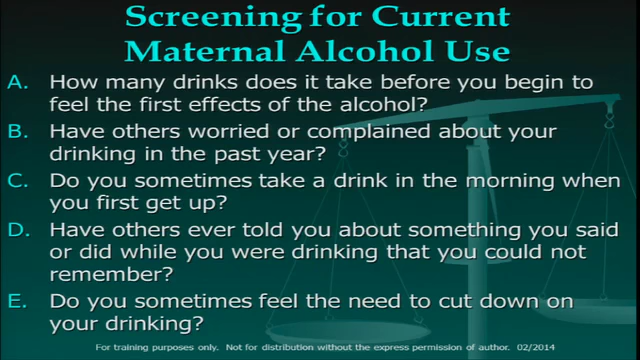 Screening for Current
Maternal Alcohol Use
A. How many drinks does it take before you begin to
feel the first effects of the alcohol?
B. Have others worried or complained about your
drinking in the past year?
C. Do you sometimes take a drink in the morning when
you first get up?
D. Have others ever told you about something you said
or did while you were drinking that you could not
remember?
E. Do you sometimes feel the need to cut down on
your drinking?
For training purposes only. Not for distribution without the express permission of author. 02/2014